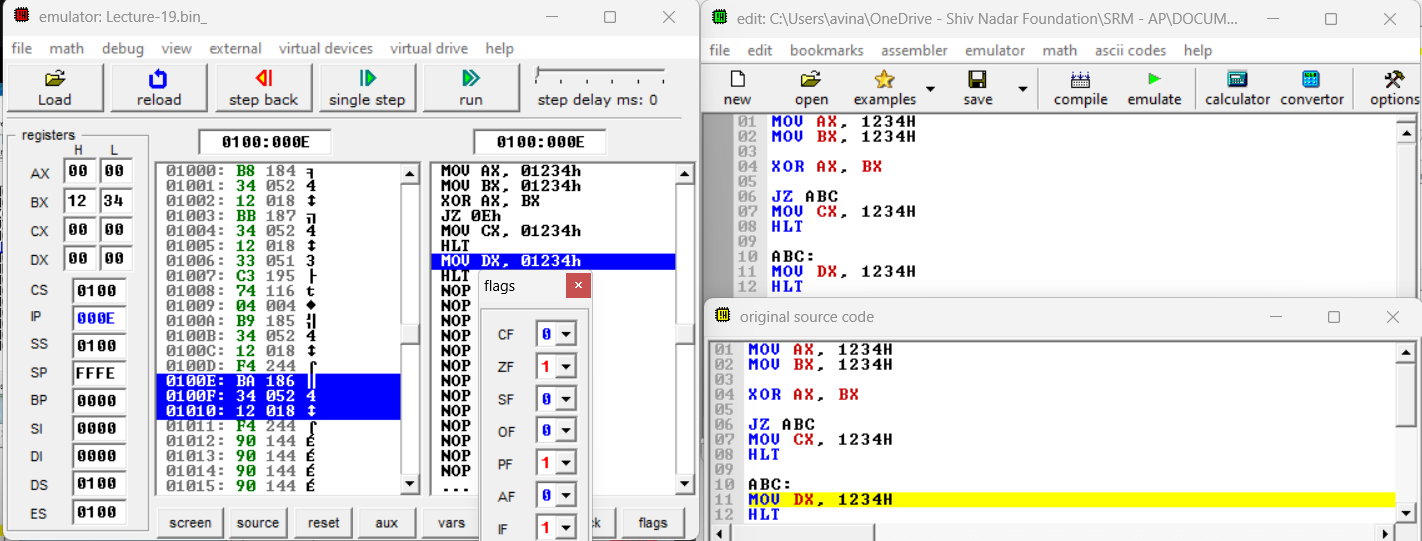 emulator: Lecture-19.bin_
file math debug view external virtual devices virtual drive help
Load reload step back single step run step delay ms: 0
registers
H L
AX 00 00
BX 12 34
CX 00 00
DX 00 00
CS 0100
IP 000E
SS 0100
SP FFFE
BP 0000
SI 0000
DI 0000
DS 0100
ES 0100
0100:000E
01000: B8 184 ╕
01001: 34 052 4
01002: 12 018 ↕
01003: BB 187 ╗
01004: 34 052 4
01005: 12 018 ↕
01006: 33 051 3
01007: C3 195 ├
01008: 74 116 t
01009: 04 004 ♦
0100A: B9 185 ╣
0100B: 34 052 4
0100C: 12 018 ↕
0100D: F4 244 ⌠
0100E: BA 186 ║
0100F: 34 052 4
01010: 12 018 ↕
01011: F4 244 ⌠
01012: 90 144 É
01013: 90 144 É
01014: 90 144 É
01015: 90 144 É
0100:000E
MOV AX, 01234h
MOV BX, 01234h
XOR AX, BX
JZ 0Eh
MOV CX, 01234h
HLT
MOV DX, 01234h
HLT
NOP
NOP
NOP
NOP
NOP
NOP
NOP
NOP
NOP
NOP
NOP
NOP
NOP
...
screen source reset aux vars ck flags
flags
CF 0
ZF 1
SF 0
OF 0
PF 1
AF 0
IF 1
edit: C:\Users\avina\OneDrive - Shiv Nadar Foundation\SRM - AP\DOCUM...
file edit bookmarks assembler emulator math ascii codes help
new open examples save compile emulate calculator convertor options
01 MOV AX, 1234H
02 MOV BX, 1234H
03
04 XOR AX, BX
05
06 JZ ABC
07 MOV CX, 1234H
08 HLT
09
10 ABC:
11 MOV DX, 1234H
12 HLT
original source code
01 MOV AX, 1234H
02 MOV BX, 1234H
03
04 XOR AX, BX
05
06 JZ ABC
07 MOV CX, 1234H
08 HLT
09
10 ABC:
11 MOV DX, 1234H
12 HLT